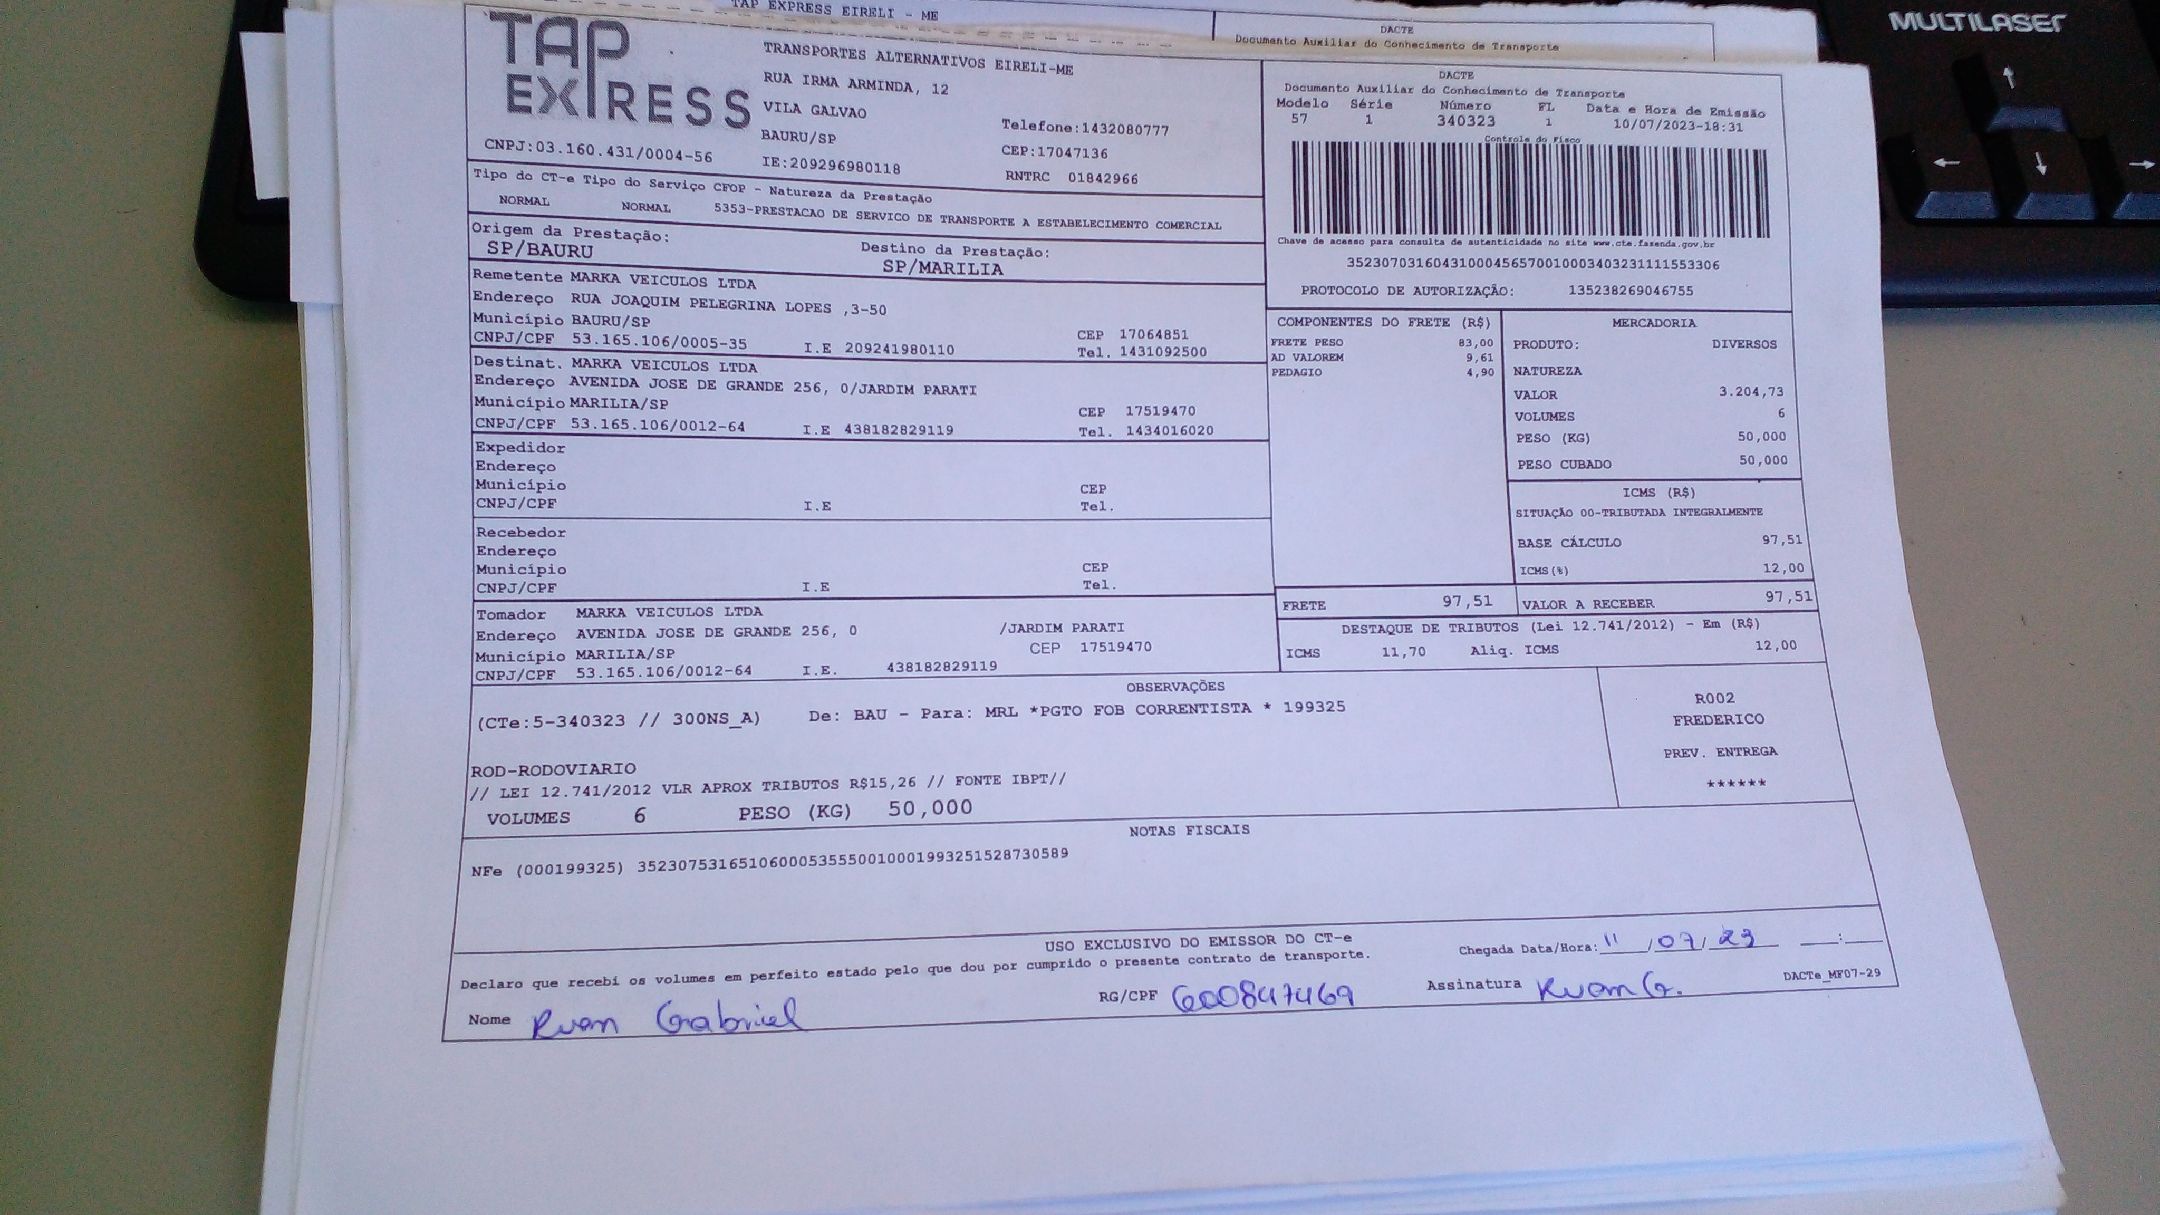 TAP EXPRESS EIRELI - ME
DACTE
Documento Auxiliar do Conhecimento de Transporte
MULTILASER
TAP
EXPRESS
TRANSPORTES ALTERNATIVOS EIRELI-ME
RUA IRMA ARMINDA, 12
VILA GALVAO
BAURU/SP
Telefone:1432080777
CEP:17047136
CNPJ:03.160.431/0004-56 IE:209296980118 RNTRC 01842966
DACTE
Documento Auxiliar do Conhecimento de Transporte
Modelo Série Número FL Data e Hora de Emissão
57 1 340323 1 10/07/2023-18:31
Controle do Fisco
Chave de acesso para consulta de autenticidade no site www.cte.fazenda.gov.br
35230703160431000456570010003403231111553306
PROTOCOLO DE AUTORIZAÇÃO: 135238269046755
Tipo do CT-e Tipo do Serviço CFOP - Natureza da Prestação
NORMAL NORMAL 5353-PRESTACAO DE SERVICO DE TRANSPORTE A ESTABELECIMENTO COMERCIAL
Origem da Prestação: Destino da Prestação:
SP/BAURU SP/MARILIA
Remetente MARKA VEICULOS LTDA
Endereço RUA JOAQUIM PELEGRINA LOPES ,3-50
Município BAURU/SP CEP 17064851
CNPJ/CPF 53.165.106/0005-35 I.E 209241980110 Tel. 1431092500
Destinat. MARKA VEICULOS LTDA
Endereço AVENIDA JOSE DE GRANDE 256, 0/JARDIM PARATI
Município MARILIA/SP CEP 17519470
CNPJ/CPF 53.165.106/0012-64 I.E 438182829119 Tel. 1434016020
Expedidor
Endereço
Município CEP
CNPJ/CPF I.E Tel.
Recebedor
Endereço
Município CEP
CNPJ/CPF I.E Tel.
Tomador MARKA VEICULOS LTDA
Endereço AVENIDA JOSE DE GRANDE 256, 0 /JARDIM PARATI
Município MARILIA/SP CEP 17519470
CNPJ/CPF 53.165.106/0012-64 I.E. 438182829119
COMPONENTES DO FRETE (R$)
FRETE PESO 83,00
AD VALOREM 9,61
PEDAGIO 4,90
MERCADORIA
PRODUTO: DIVERSOS
NATUREZA
VALOR 3.204,73
VOLUMES 6
PESO (KG) 50,000
PESO CUBADO 50,000
ICMS (R$)
SITUAÇÃO 00-TRIBUTADA INTEGRALMENTE
BASE CÁLCULO 97,51
ICMS(%) 12,00
FRETE 97,51 VALOR A RECEBER 97,51
DESTAQUE DE TRIBUTOS (Lei 12.741/2012) - Em (R$)
ICMS 11,70 Aliq. ICMS 12,00
OBSERVAÇÕES
(CTe:5-340323 // 300NS_A) De: BAU - Para: MRL *PGTO FOB CORRENTISTA * 199325
ROD-RODOVIARIO
// LEI 12.741/2012 VLR APROX TRIBUTOS R$15,26 // FONTE IBPT//
VOLUMES 6 PESO (KG) 50,000
R002
FREDERICO
PREV. ENTREGA
******
NOTAS FISCAIS
NFe (000199325) 35230753165106000535550010001993251528730589
USO EXCLUSIVO DO EMISSOR DO CT-e
Chegada Data/Hora: 11 /07/ 23 __:__
Declaro que recebi os volumes em perfeito estado pelo que dou por cumprido o presente contrato de transporte.
Nome Ruan Gabriel RG/CPF 600847469 Assinatura Ruan G. DACTe_MF07-29